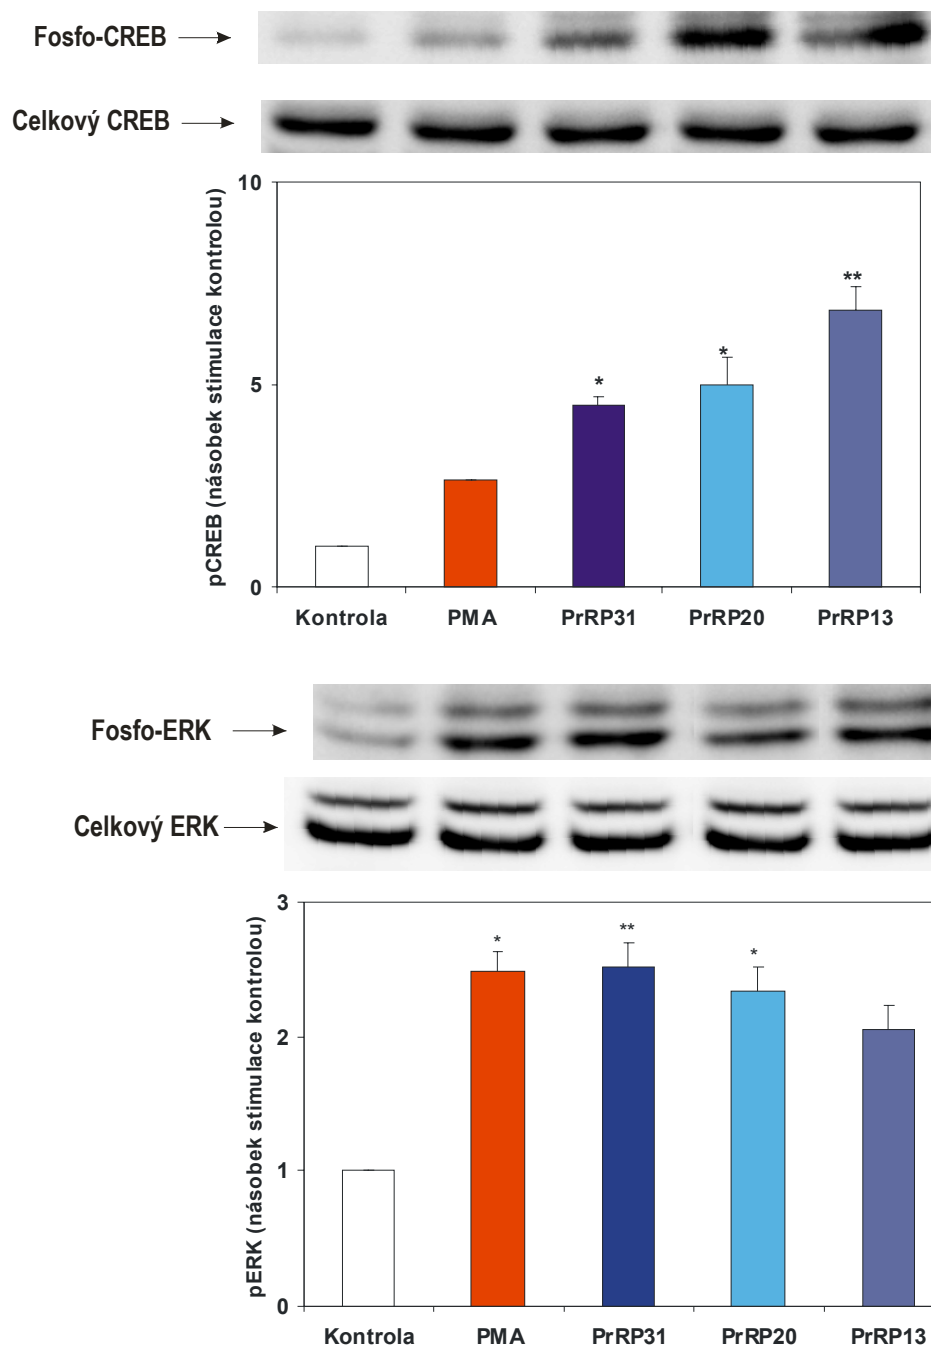 Fosfo-CREB
Celkový CREB
pCREB (násobek stimulace kontrolou)
10
5
0
*
*
**
Kontrola PMA PrRP31 PrRP20 PrRP13
Fosfo-ERK
Celkový ERK
pERK (násobek stimulace kontrolou)
3
2
1
0
*
**
*
Kontrola PMA PrRP31 PrRP20 PrRP13